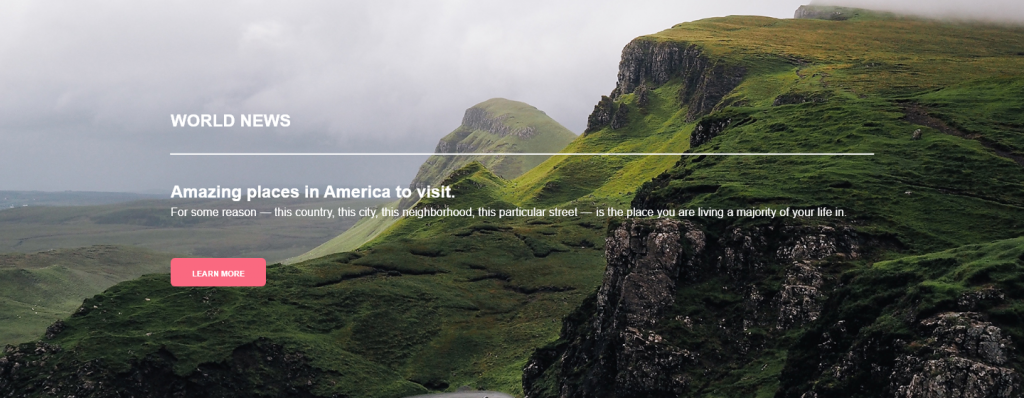 WORLD NEWS
Amazing places in America to visit.
For some reason — this country, this city, this neighborhood, this particular street — is the place you are living a majority of your life in.
LEARN MORE